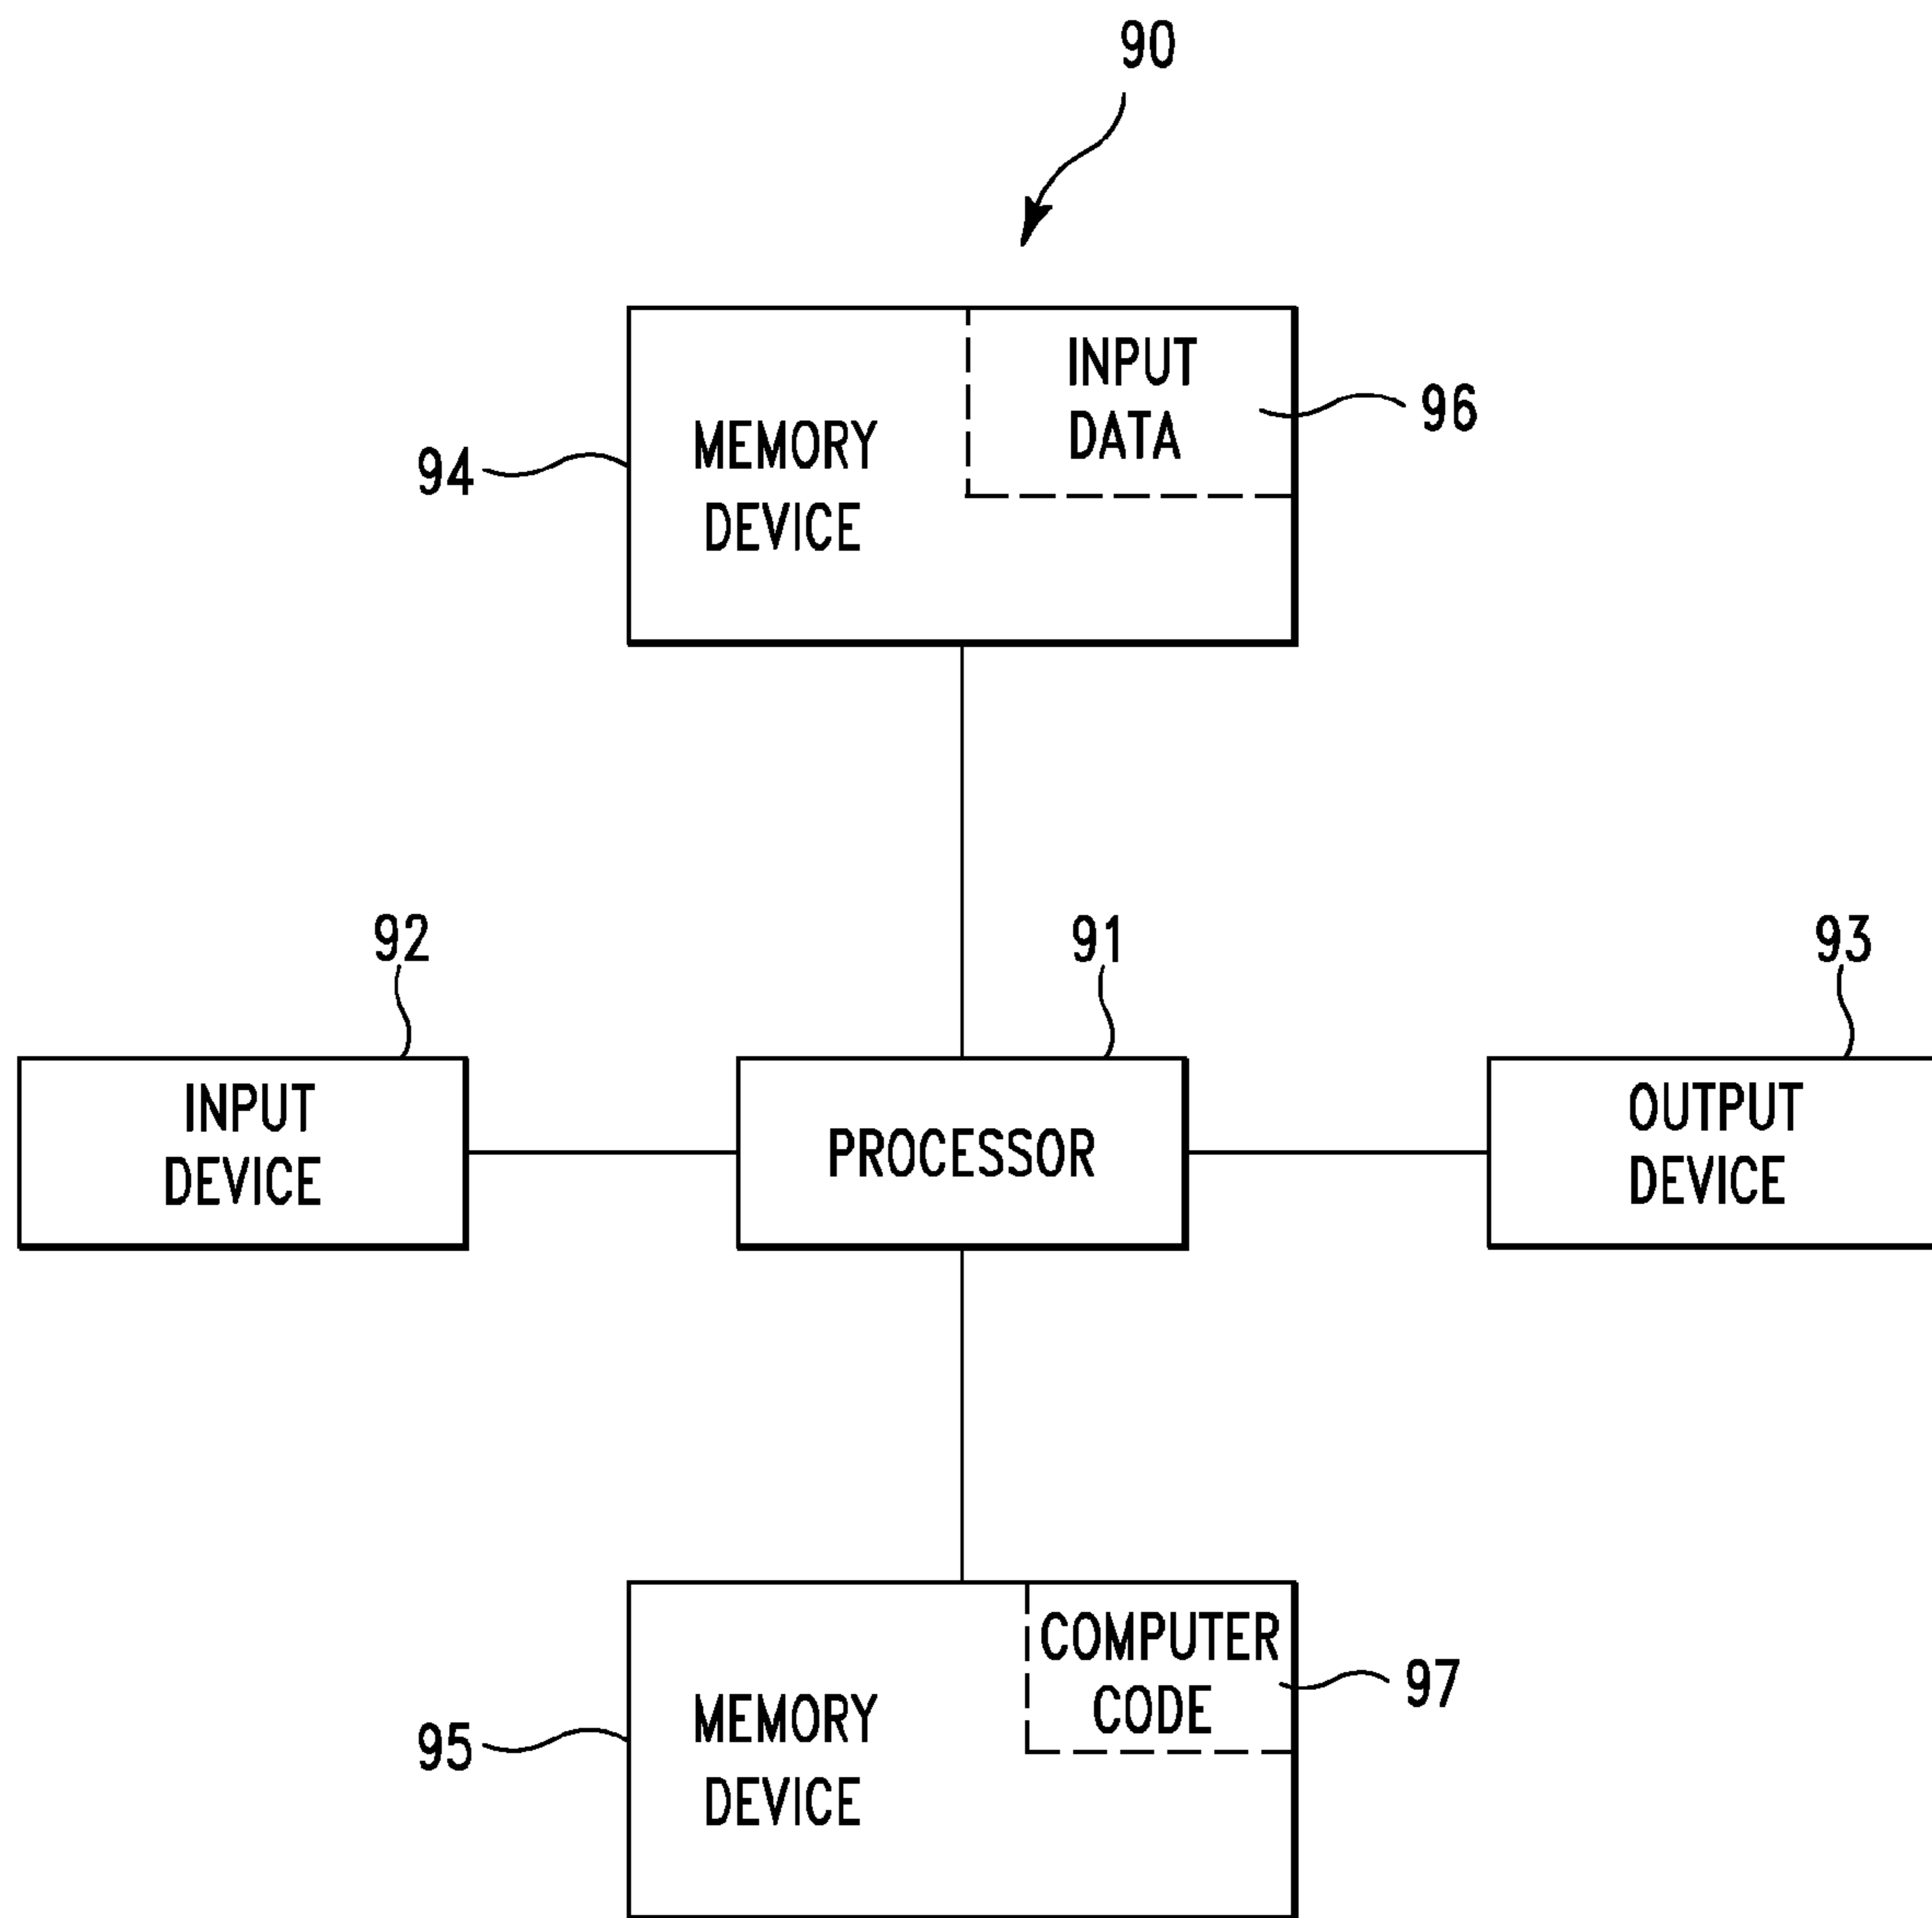 90
INPUT
DATA
96
MEMORY
DEVICE
94
92
91
93
INPUT
DEVICE
PROCESSOR
OUTPUT
DEVICE
COMPUTER
CODE
97
MEMORY
DEVICE
95